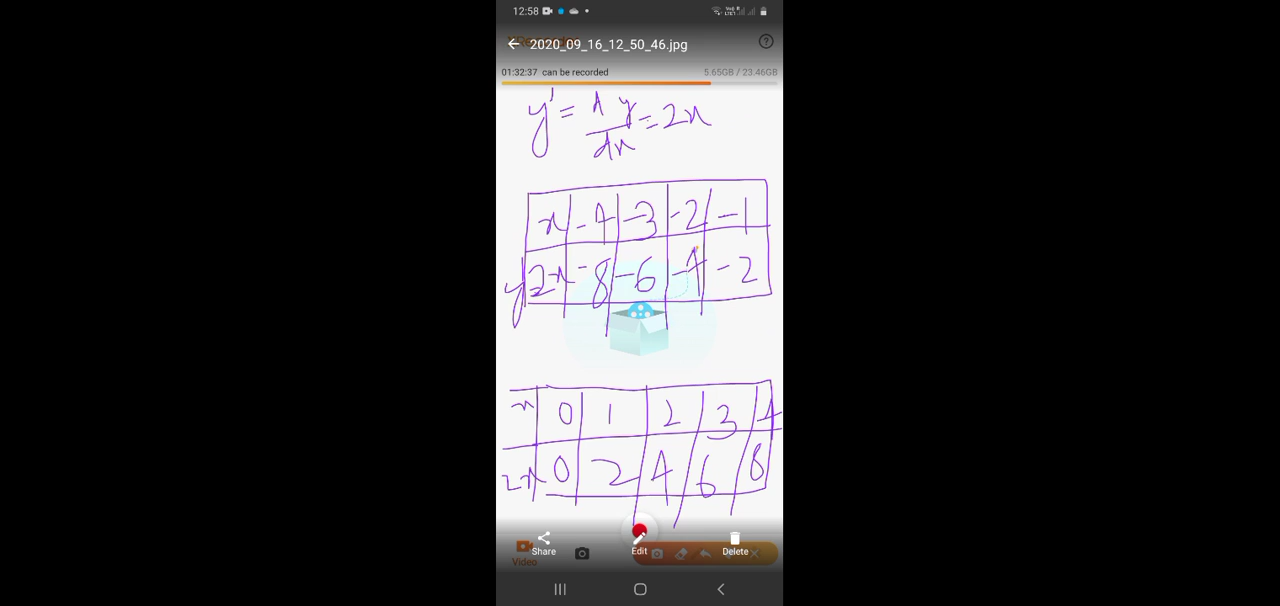 12:58
2020_09_16_12_50_46.jpg
01:32:37 can be recorded 5.65GB / 23.46GB
y' = dy/dx = 2x
x -4 -3 -2 -1
y' 2x -8 -6 -4 -2
x 0 1 2 3 4
2x 0 2 4 6 8
Share Edit Delete
Video